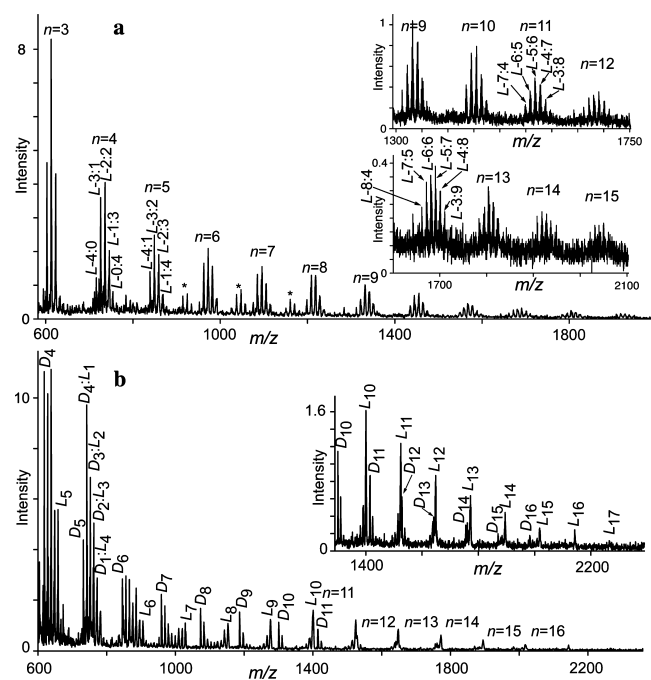 a
8
4
0
Intensity
n=3
L-4:0
L-3:1
n=4
L-2:2
L-1:3
L-0:4
L-4:1
n=5
L-3:2
L-2:3
L-1:4
*
n=6
*
n=7
*
n=8
n=9
600
1000
1400
1800
m/z
1
0
Intensity
n=9
n=10
n=11
L-7:4
L-6:5
L-5:6
L-4:7
L-3:8
n=12
1300
m/z
1750
0.4
0
Intensity
L-8:4
L-7:5
L-6:6
L-5:7
L-4:8
L-3:9
n=13
n=14
n=15
1700
m/z
2100
b
10
0
Intensity
D4
L5
D5
D4:L1
D3:L2
D2:L3
D1:L4
D6
L6
D7
L7
D8
L8
D9
L9
D10
L10
D11
n=11
n=12
n=13
n=14
n=15
n=16
600
1000
1400
1800
2200
m/z
1.6
0
Intensity
D10
L10
D11
L11
D12
D13
L12
D14
L13
D15
L14
D16
L15
L16
L17
1400
m/z
2200